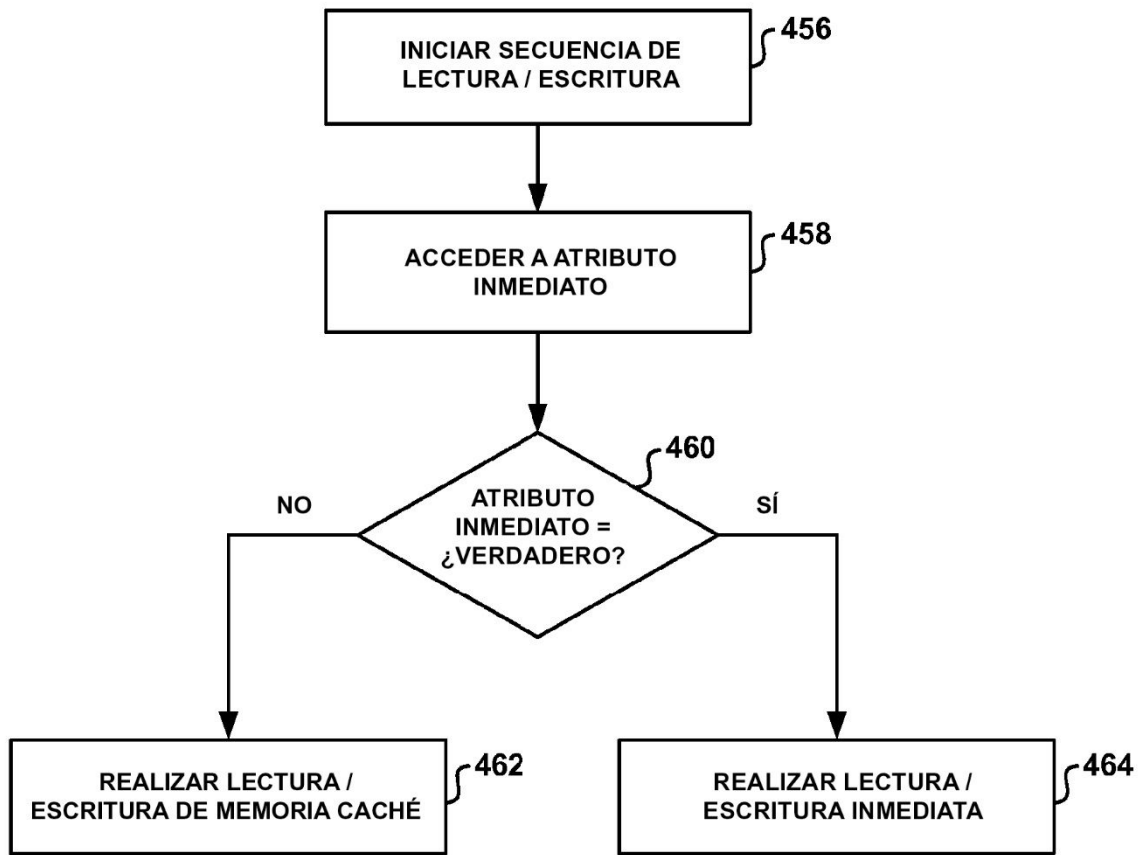 INICIAR SECUENCIA DE
LECTURA / ESCRITURA
456
ACCEDER A ATRIBUTO
INMEDIATO
458
460
ATRIBUTO
INMEDIATO =
¿VERDADERO?
NO
SÍ
REALIZAR LECTURA /
ESCRITURA DE MEMORIA CACHÉ
462
REALIZAR LECTURA /
ESCRITURA INMEDIATA
464